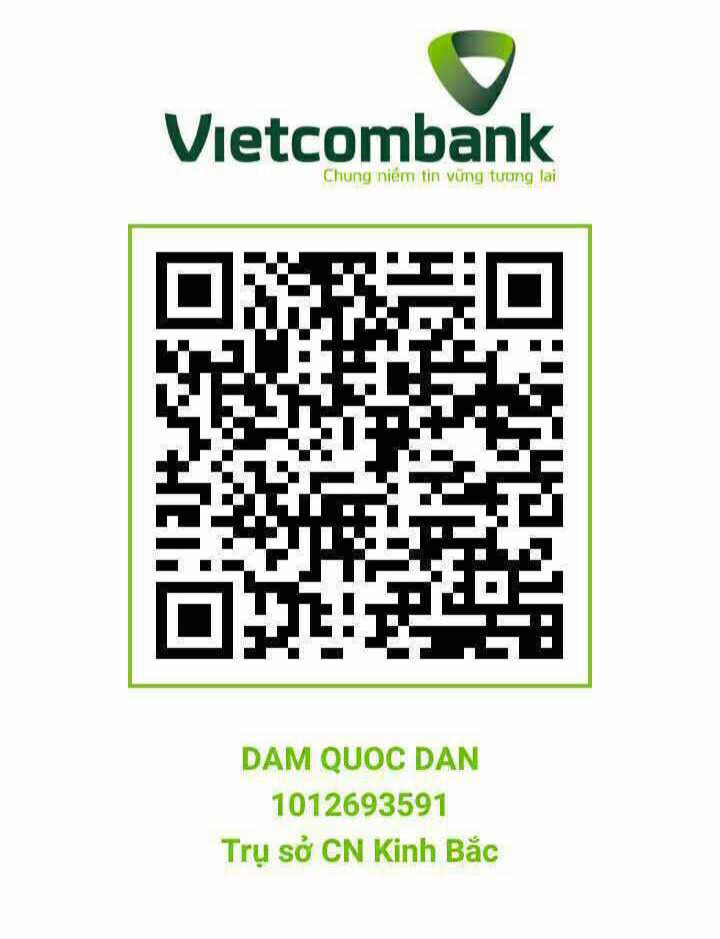 Vietcombank
Chung niềm tin vững tương lai
DAM QUOC DAN
1012693591
Trụ sở CN Kinh Bắc